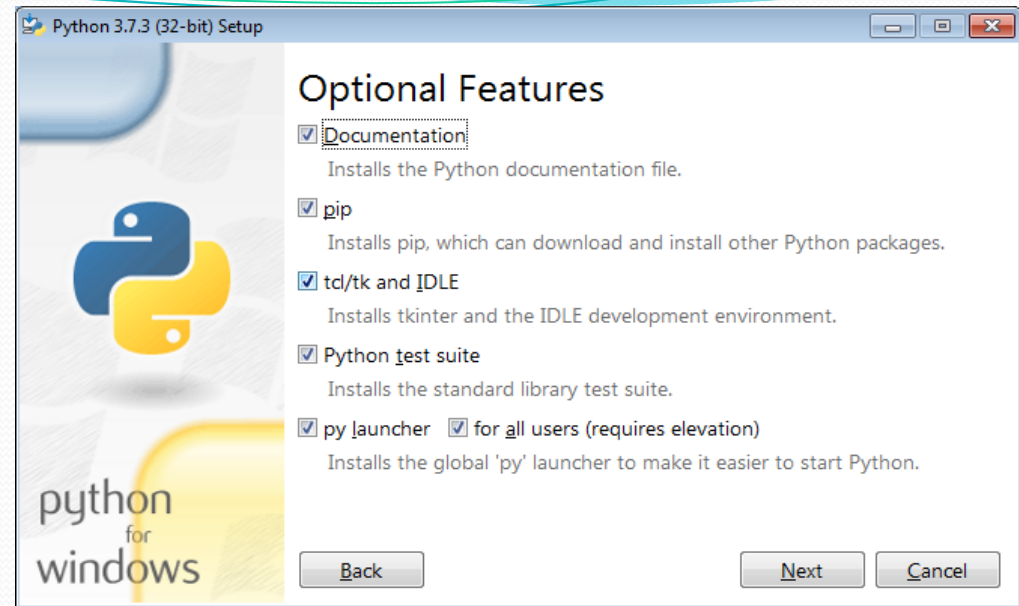 Python 3.7.3 (32-bit) Setup
Optional Features
Documentation
Installs the Python documentation file.
pip
Installs pip, which can download and install other Python packages.
tcl/tk and IDLE
Installs tkinter and the IDLE development environment.
Python test suite
Installs the standard library test suite.
py launcher for all users (requires elevation)
Installs the global 'py' launcher to make it easier to start Python.
python
for
windows
Back Next Cancel